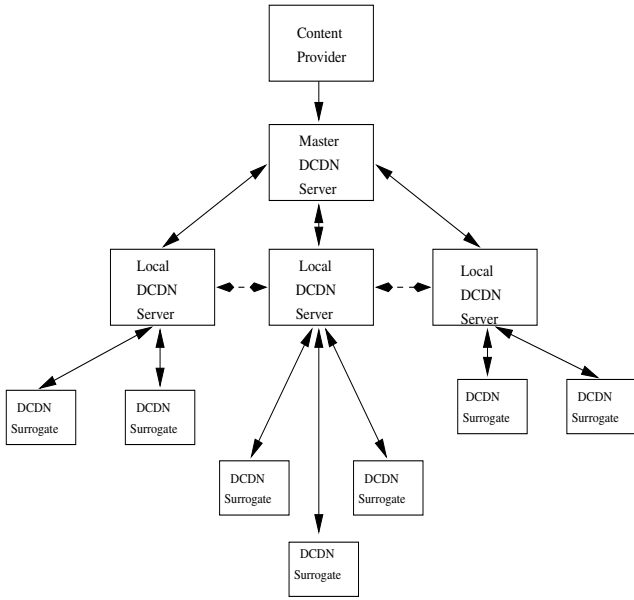 Content
Provider
Master
DCDN
Server
Local
DCDN
Server
Local
DCDN
Server
Local
DCDN
Server
DCDN
Surrogate
DCDN
Surrogate
DCDN
Surrogate
DCDN
Surrogate
DCDN
Surrogate
DCDN
Surrogate
DCDN
Surrogate